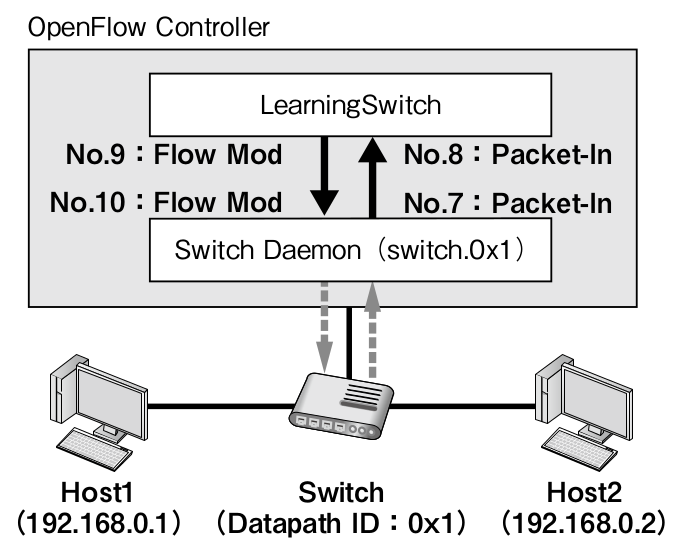 OpenFlow Controller
LearningSwitch
No.9：Flow Mod
No.8：Packet-In
No.10：Flow Mod
No.7：Packet-In
Switch Daemon（switch.0x1）
Host1
（192.168.0.1）
Switch
（Datapath ID：0x1）
Host2
（192.168.0.2）